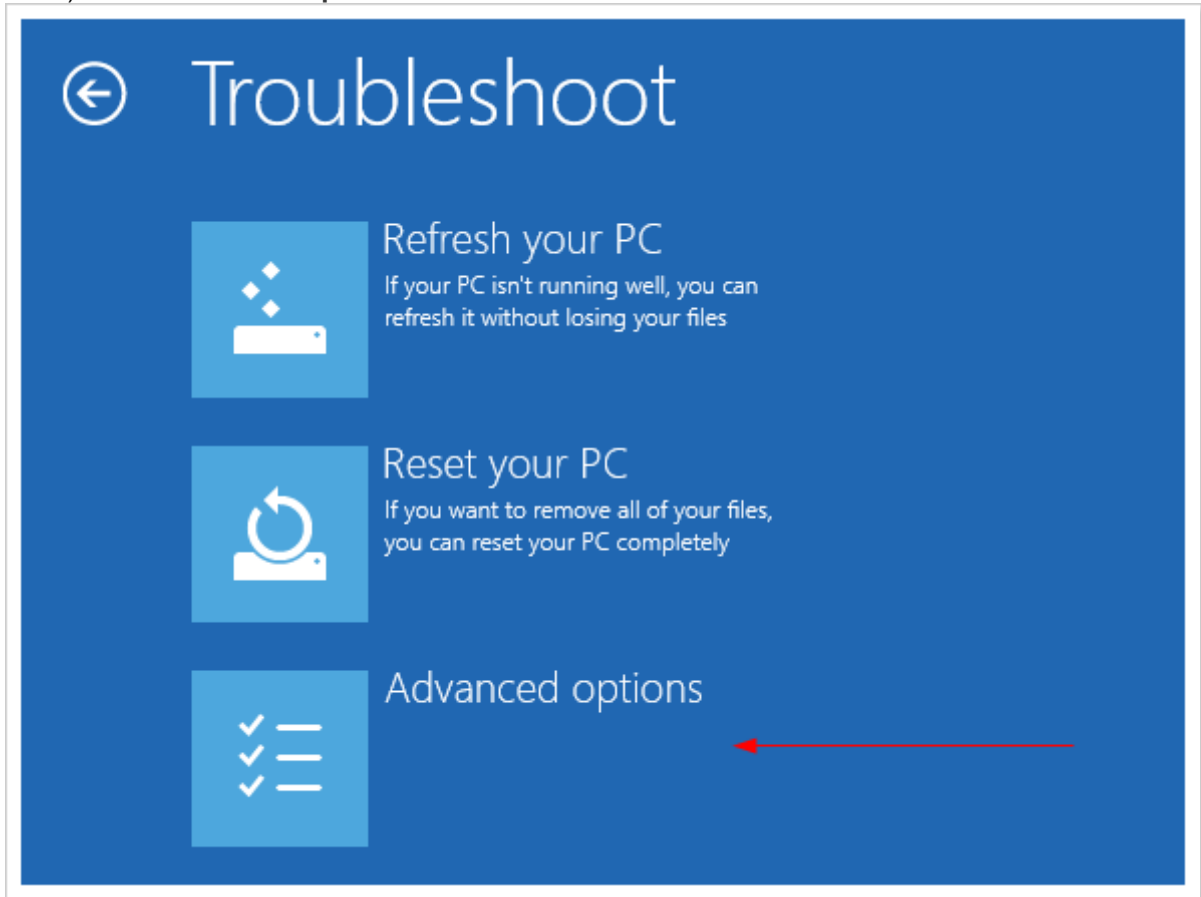 Troubleshoot
Refresh your PC
If your PC isn't running well, you can
refresh it without losing your files
Reset your PC
If you want to remove all of your files,
you can reset your PC completely
Advanced options